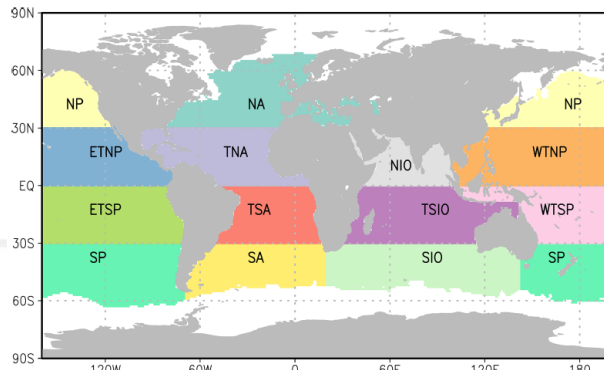 90N
60N
NP NA NP
30N
ETNP TNA NIO WTNP
EQ
ETSP TSA TSIO WTSP
30S
SP SA SIO SP
60S
90S
120W 60W 0 60E 120E 180